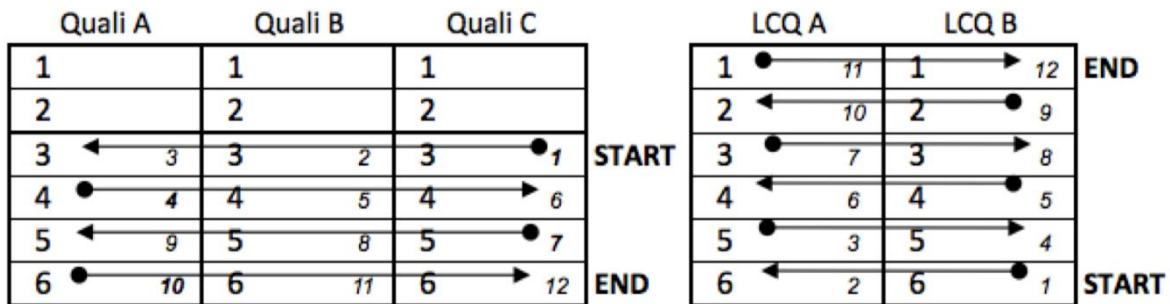 Quali A Quali B Quali C LCQ A LCQ B
1 1 1 1 11 1 12 END
2 2 2 2 10 2 9
3 3 3 2 3 1 START 3 7 3 8
4 4 4 5 4 6 4 6 4 5
5 9 5 8 5 7 5 3 5 4
6 10 6 11 6 12 END 6 2 6 1 START